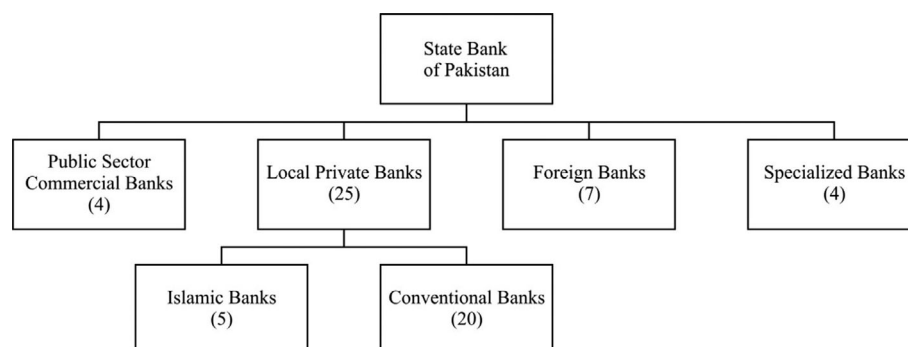 State Bank
of Pakistan
Public Sector
Commercial Banks
(4)
Local Private Banks
(25)
Foreign Banks
(7)
Specialized Banks
(4)
Islamic Banks
(5)
Conventional Banks
(20)